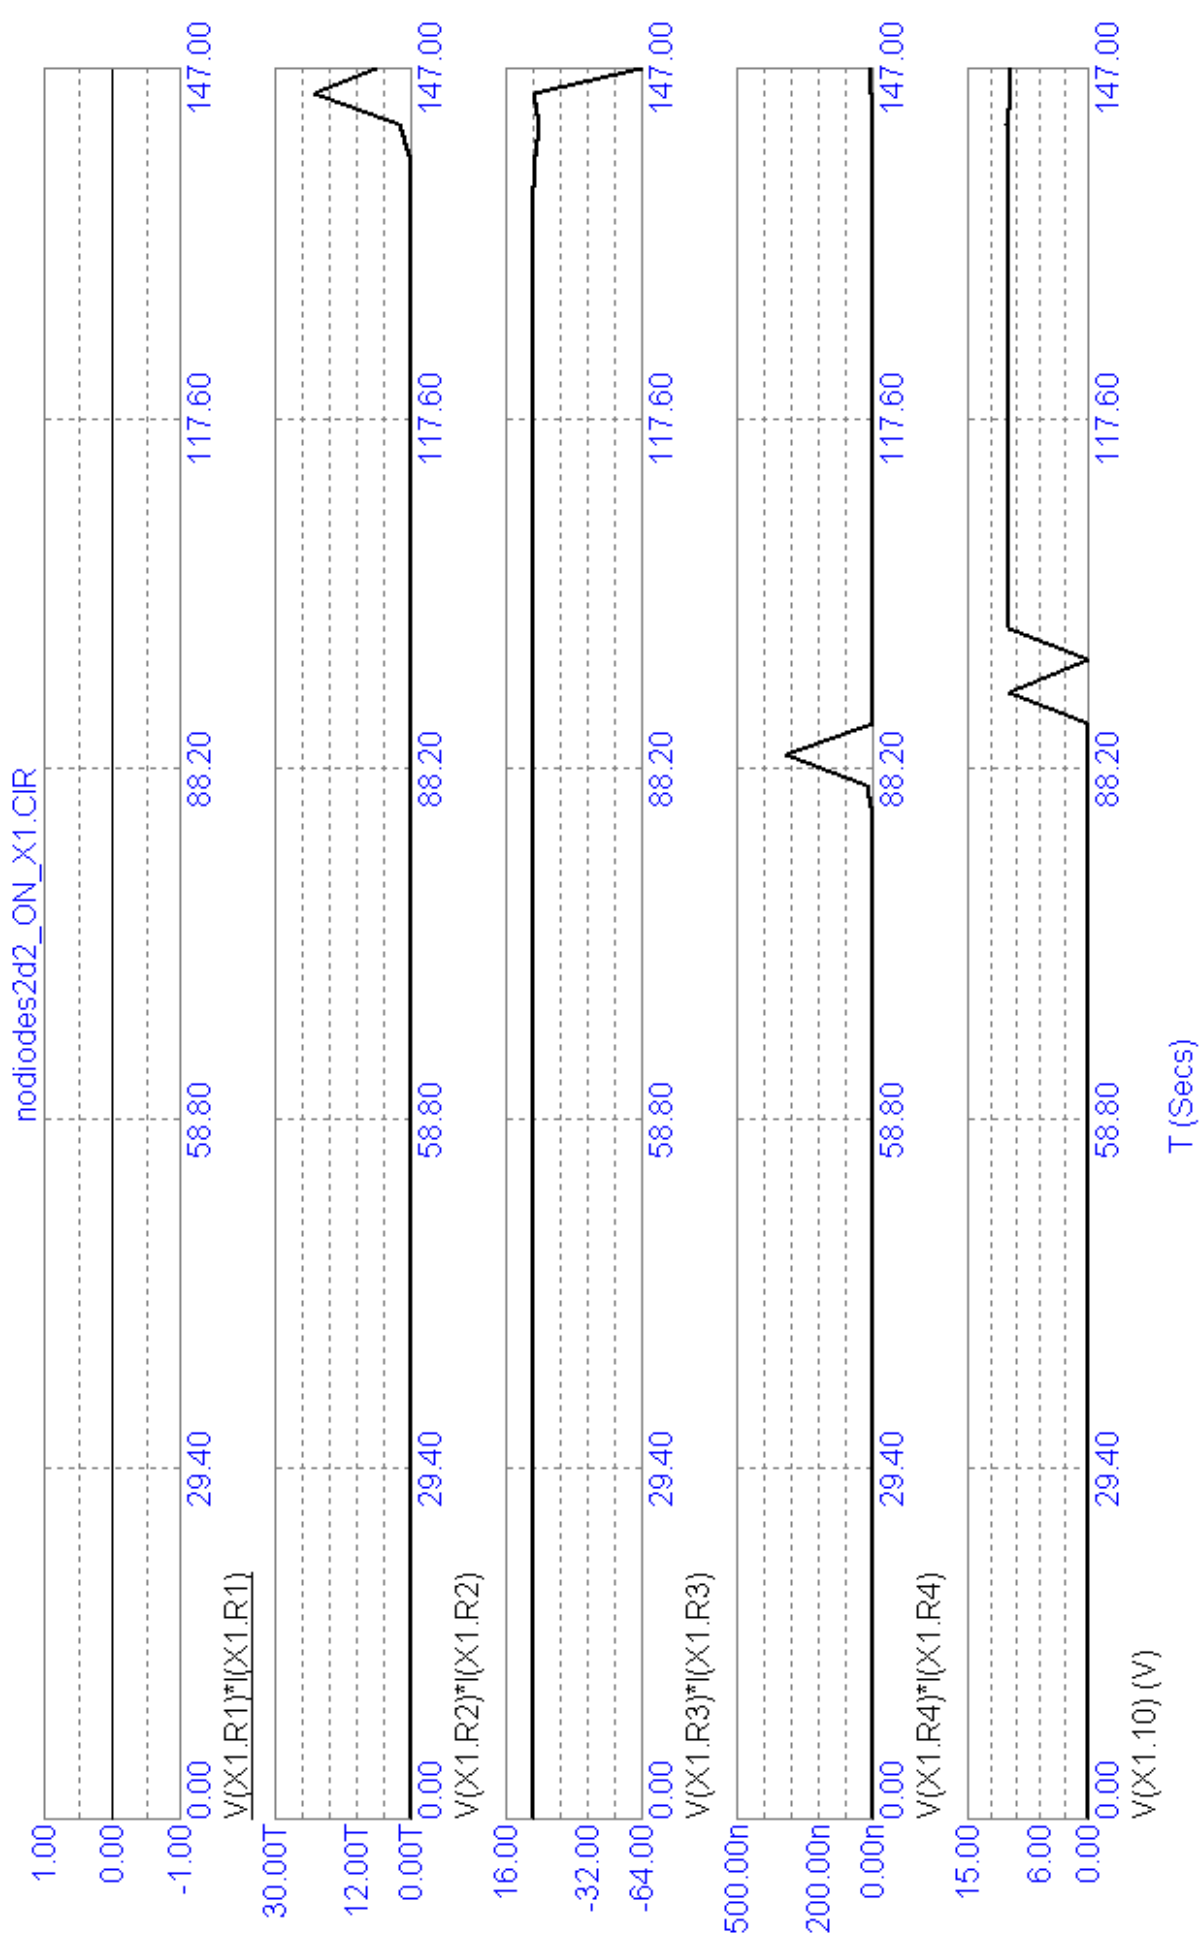 nodiodes2d2_ON_X1.CIR
1.00
0.00
-1.00
0.00 29.40 58.80 88.20 117.60 147.00
V(X1.R1)*I(X1.R1)
30.00T
12.00T
0.00T
0.00 29.40 58.80 88.20 117.60 147.00
V(X1.R2)*I(X1.R2)
16.00
-32.00
-64.00
0.00 29.40 58.80 88.20 117.60 147.00
V(X1.R3)*I(X1.R3)
500.00n
200.00n
0.00n
0.00 29.40 58.80 88.20 117.60 147.00
V(X1.R4)*I(X1.R4)
15.00
6.00
0.00
0.00 29.40 58.80 88.20 117.60 147.00
V(X1.10) (V)
T (Secs)